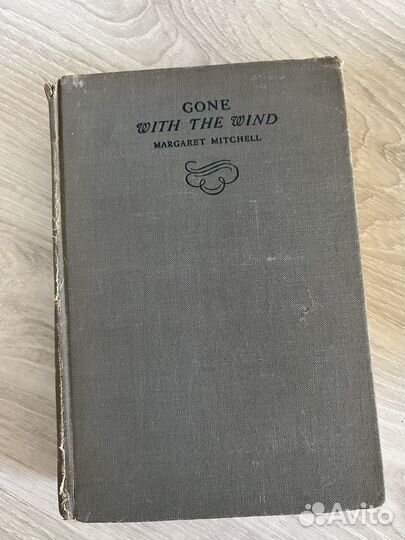 GONE
WITH THE WIND
MARGARET MITCHELL
Avito